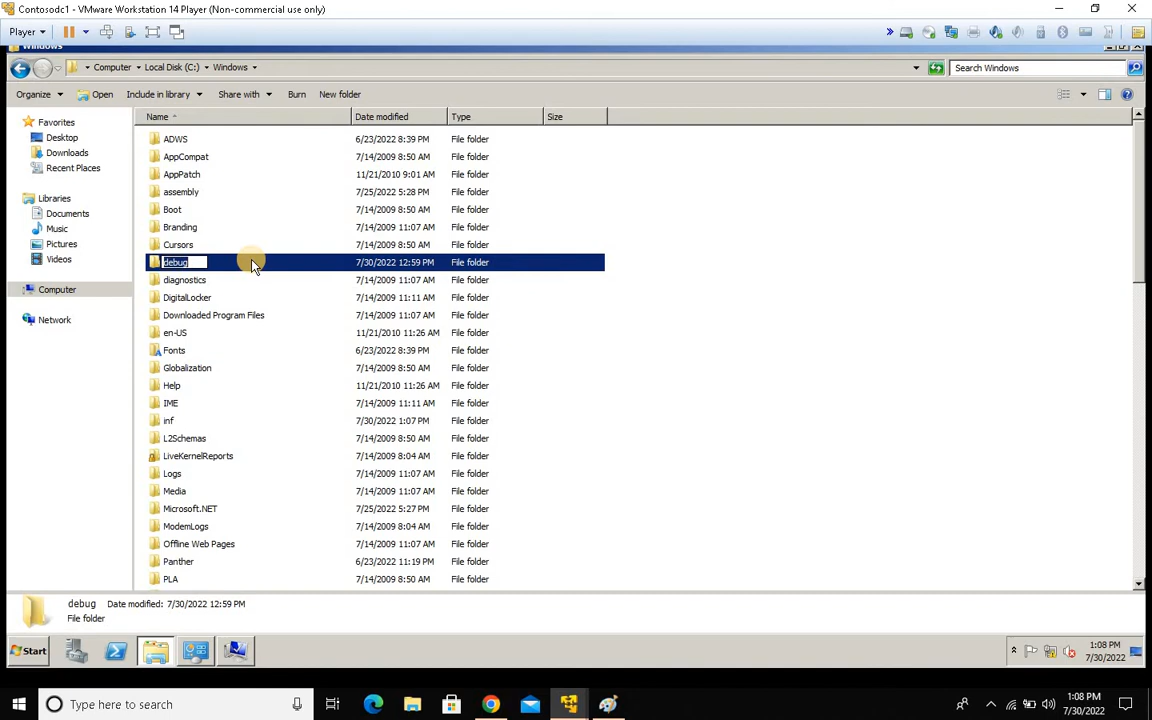 Contosodc1 - VMware Workstation 14 Player (Non-commercial use only)
Player
Windows
Computer Local Disk (C:) Windows
Search Windows
Organize Open Include in library Share with Burn New folder
Name Date modified Type Size
Favorites
Desktop
Downloads
Recent Places
Libraries
Documents
Music
Pictures
Videos
Computer
Network
ADWS 6/23/2022 8:39 PM File folder
AppCompat 7/14/2009 8:50 AM File folder
AppPatch 11/21/2010 9:01 AM File folder
assembly 7/25/2022 5:28 PM File folder
Boot 7/14/2009 8:50 AM File folder
Branding 7/14/2009 11:07 AM File folder
Cursors 7/14/2009 8:50 AM File folder
debug 7/30/2022 12:59 PM File folder
diagnostics 7/14/2009 11:07 AM File folder
DigitalLocker 7/14/2009 11:11 AM File folder
Downloaded Program Files 7/14/2009 11:07 AM File folder
en-US 11/21/2010 11:26 AM File folder
Fonts 6/23/2022 8:39 PM File folder
Globalization 7/14/2009 8:50 AM File folder
Help 11/21/2010 11:26 AM File folder
IME 7/14/2009 11:11 AM File folder
inf 7/30/2022 1:07 PM File folder
L2Schemas 7/14/2009 8:50 AM File folder
LiveKernelReports 7/14/2009 8:04 AM File folder
Logs 7/14/2009 11:07 AM File folder
Media 7/14/2009 11:07 AM File folder
Microsoft.NET 7/25/2022 5:27 PM File folder
ModemLogs 7/14/2009 8:04 AM File folder
Offline Web Pages 7/14/2009 11:07 AM File folder
Panther 6/23/2022 11:19 PM File folder
PLA 7/14/2009 8:50 AM File folder
debug Date modified: 7/30/2022 12:59 PM
File folder
Start
1:08 PM
7/30/2022
Type here to search
1:08 PM
7/30/2022